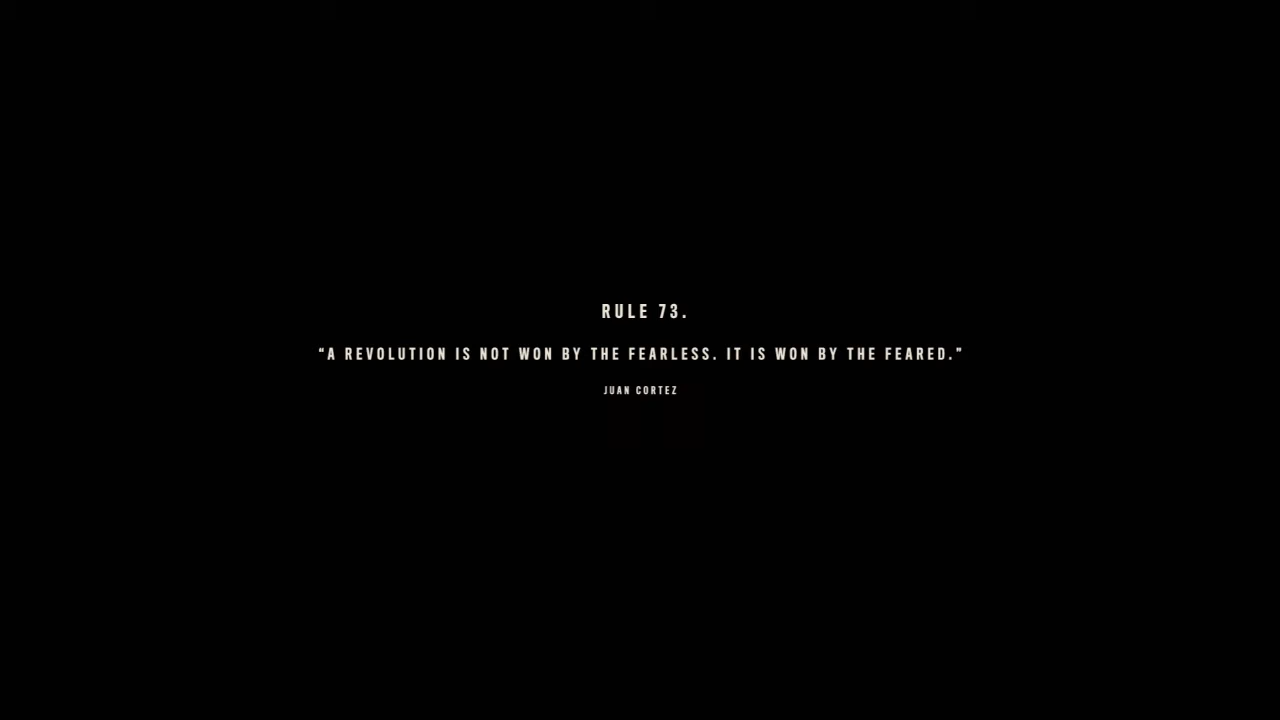 RULE 73.
“A REVOLUTION IS NOT WON BY THE FEARLESS. IT IS WON BY THE FEARED.”
JUAN CORTEZ